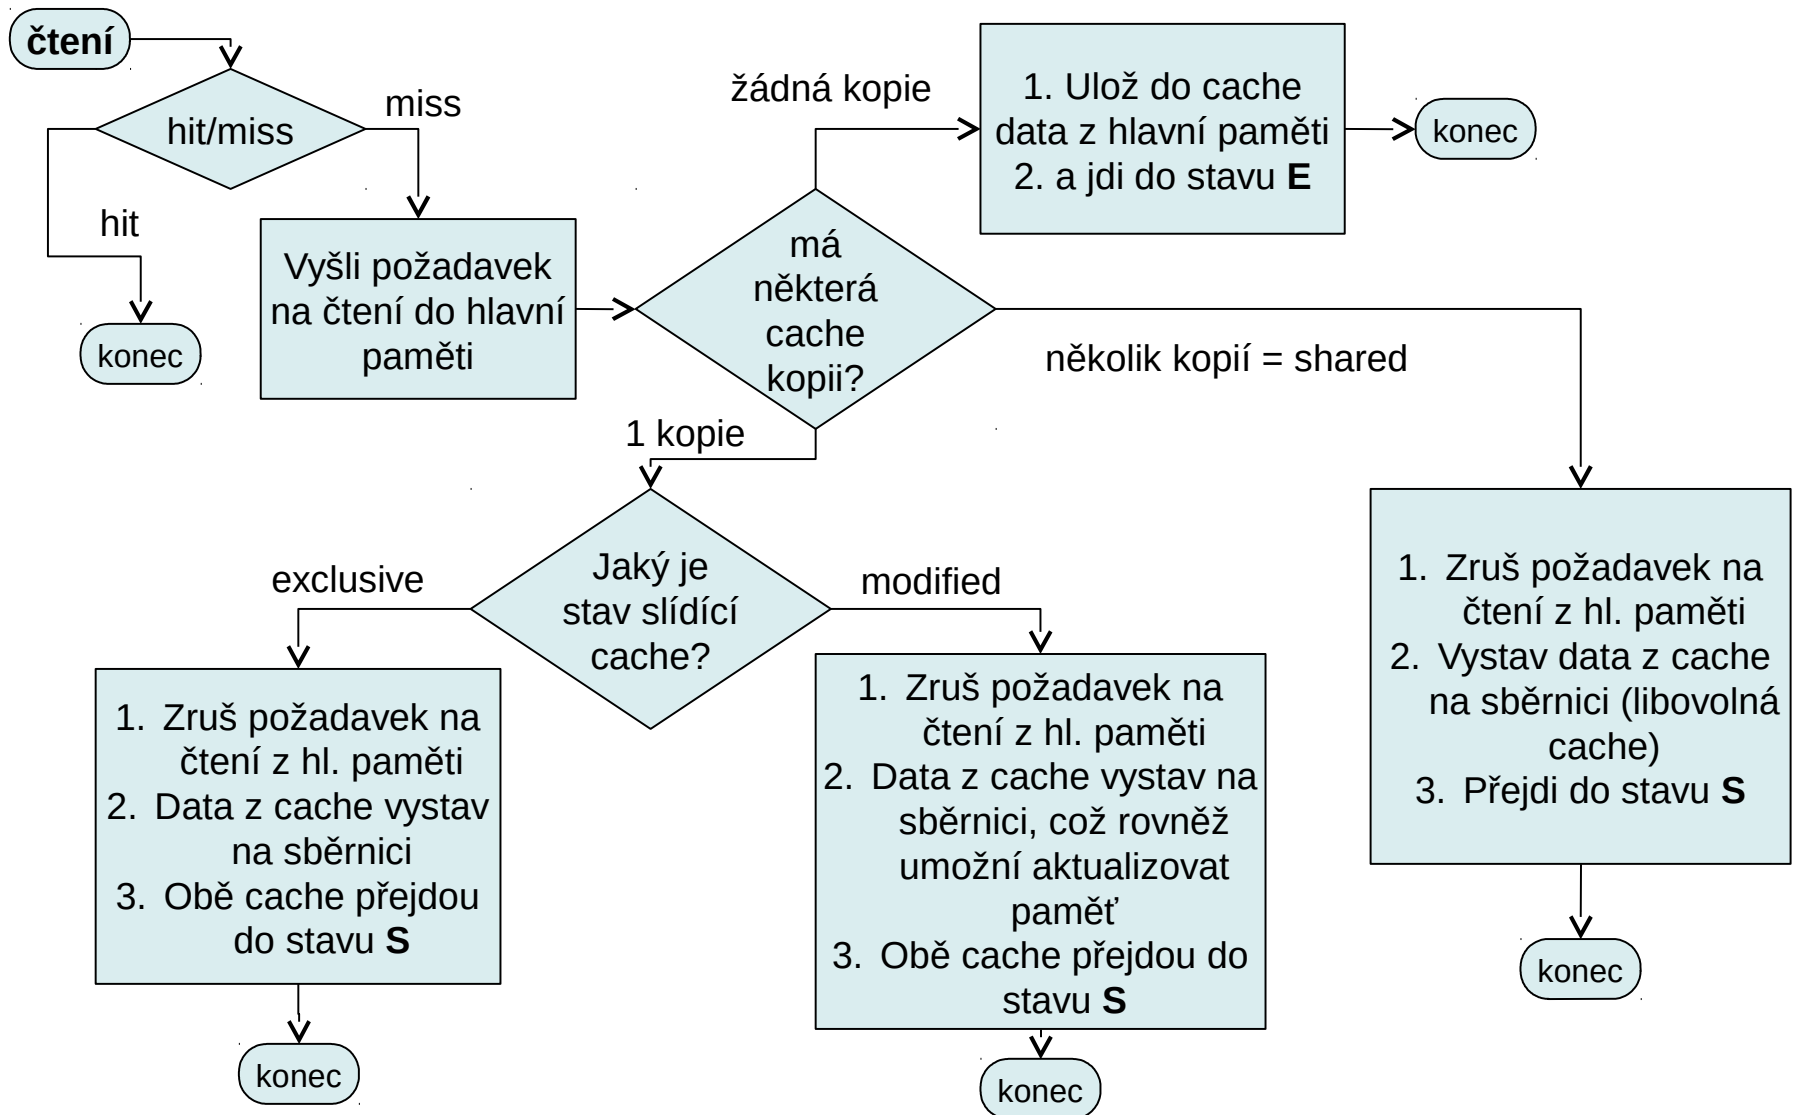 čtení
hit/miss
miss
hit
konec
Vyšli požadavek
na čtení do hlavní
paměti
má
některá
cache
kopii?
žádná kopie
1. Ulož do cache
data z hlavní paměti
2. a jdi do stavu E
konec
několik kopií = shared
1 kopie
Jaký je
stav slídící
cache?
exclusive
modified
1. Zruš požadavek na
čtení z hl. paměti
2. Data z cache vystav
na sběrnici
3. Obě cache přejdou
do stavu S
konec
1. Zruš požadavek na
čtení z hl. paměti
2. Data z cache vystav na
sběrnici, což rovněž
umožní aktualizovat
paměť
3. Obě cache přejdou do
stavu S
konec
1. Zruš požadavek na
čtení z hl. paměti
2. Vystav data z cache
na sběrnici (libovolná
cache)
3. Přejdi do stavu S
konec